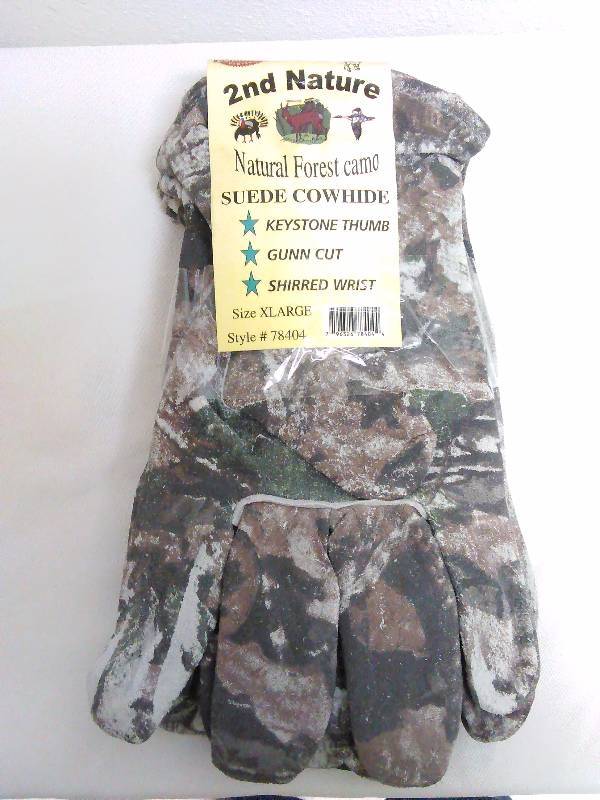 2nd Nature
Natural Forest camo
SUEDE COWHIDE
KEYSTONE THUMB
GUNN CUT
SHIRRED WRIST
Size XLARGE
Style # 78404